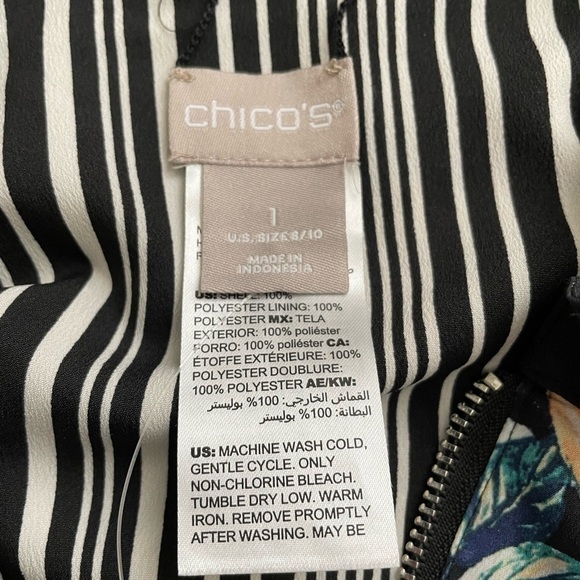 chico's®
1
U.S. SIZE 8/10
MADE IN
INDONESIA
US: SHELL: 100%
POLYESTER LINING: 100%
POLYESTER MX: TELA
EXTERIOR: 100% poliéster
FORRO: 100% poliéster CA:
ÉTOFFE EXTÉRIEURE: 100%
POLYESTER DOUBLURE:
100% POLYESTER AE/KW:
القماش الخارجي: 100% بوليستر
البطانة: 100% بوليستر
US: MACHINE WASH COLD,
GENTLE CYCLE. ONLY
NON-CHLORINE BLEACH.
TUMBLE DRY LOW. WARM
IRON. REMOVE PROMPTLY
AFTER WASHING. MAY BE